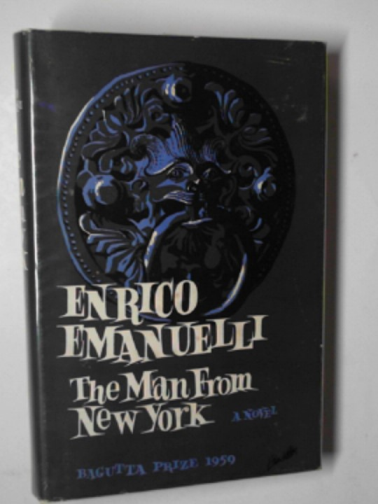 ENRICO
EMANUELLI
The Man From
New York
A NOVEL
BAGUTTA PRIZE 1959